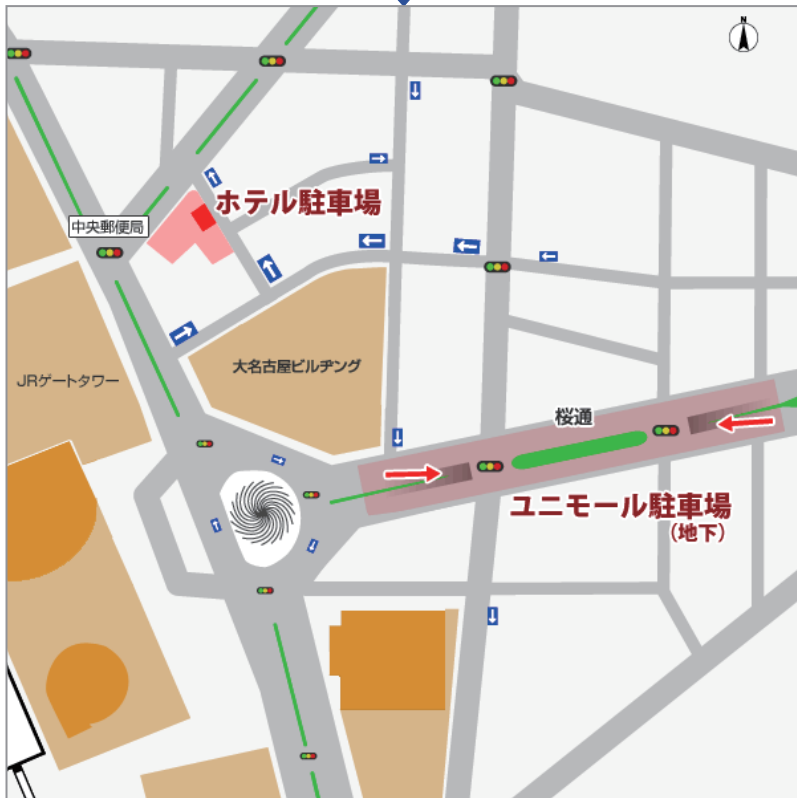 N
ホテル駐車場
中央郵便局
大名古屋ビルヂング
JRゲートタワー
桜通
ユニモール駐車場
(地下)